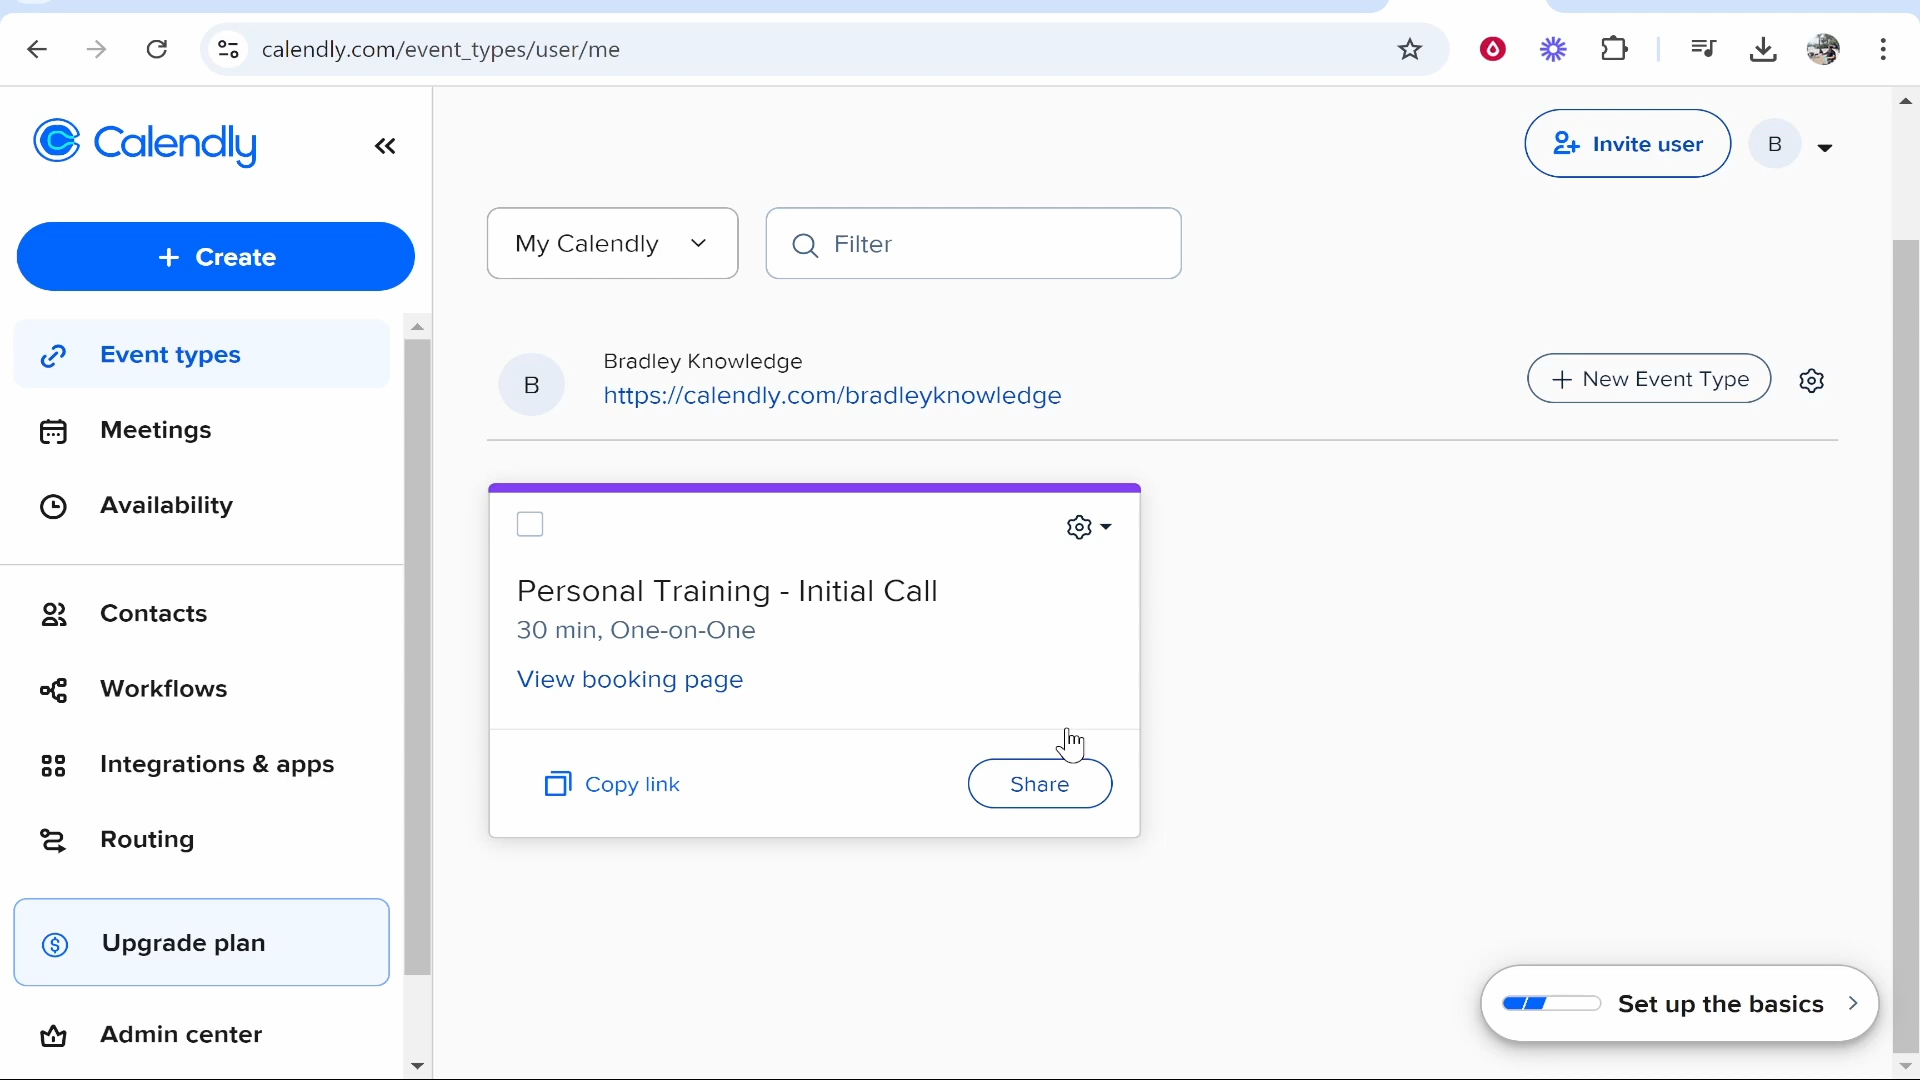 calendly.com/event_types/user/me
Calendly
Invite user
B
+ Create
My Calendly
Filter
Event types
Meetings
Availability
Contacts
Workflows
Integrations & apps
Routing
Upgrade plan
Admin center
B
Bradley Knowledge
https://calendly.com/bradleyknowledge
+ New Event Type
Personal Training - Initial Call
30 min, One-on-One
View booking page
Copy link
Share
Set up the basics